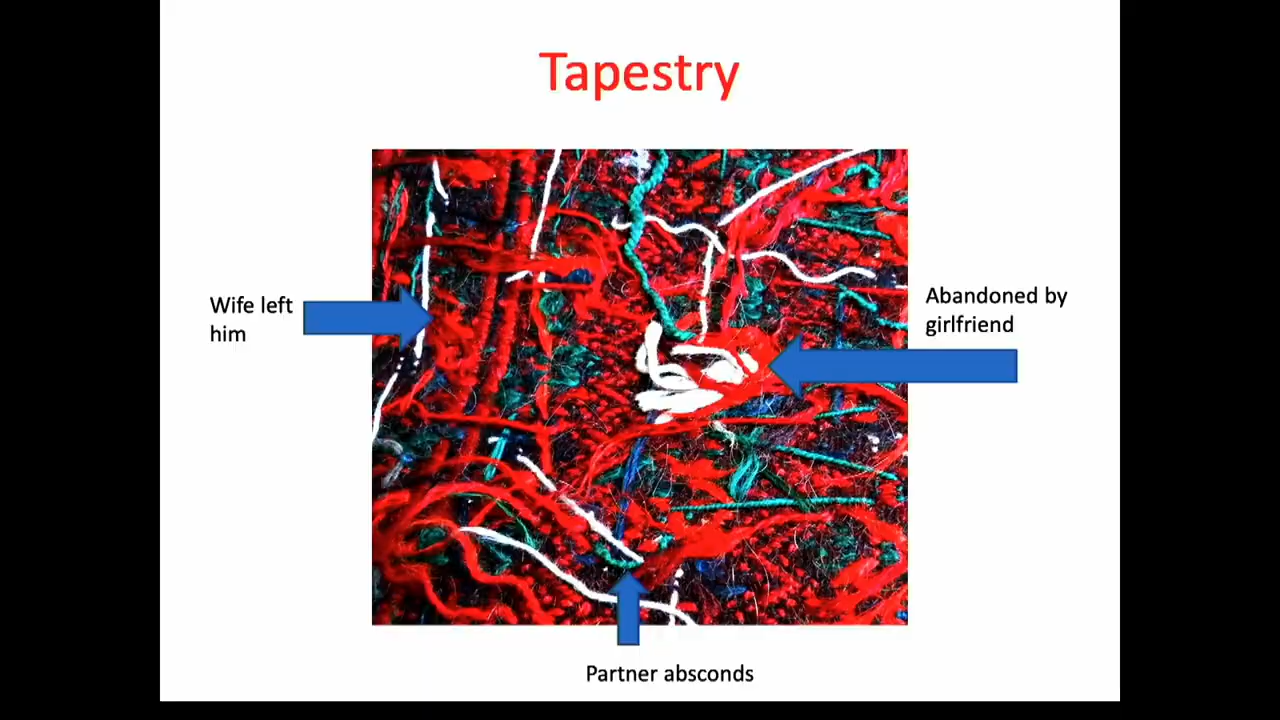 Tapestry
Wife left
him
Abandoned by
girlfriend
Partner absconds